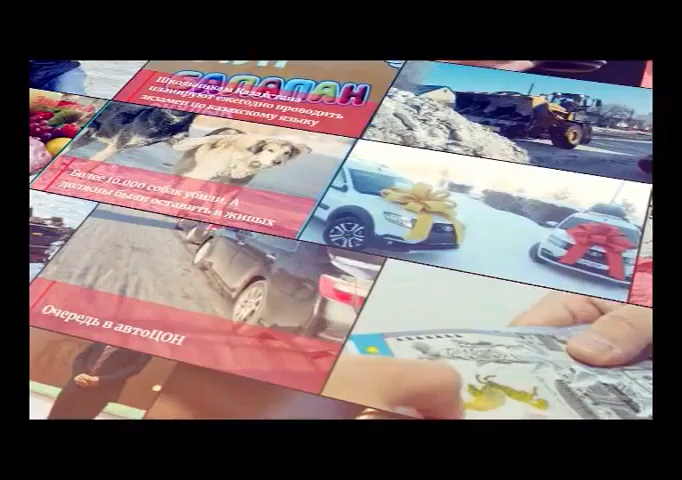 БАЛАПАН
Школьникам Казахстана
планируют ежегодно проводить
экзамен по казахскому языку
Более 10 000 собак убили. А
должны были оставить в живых
Очередь в автоЦОН